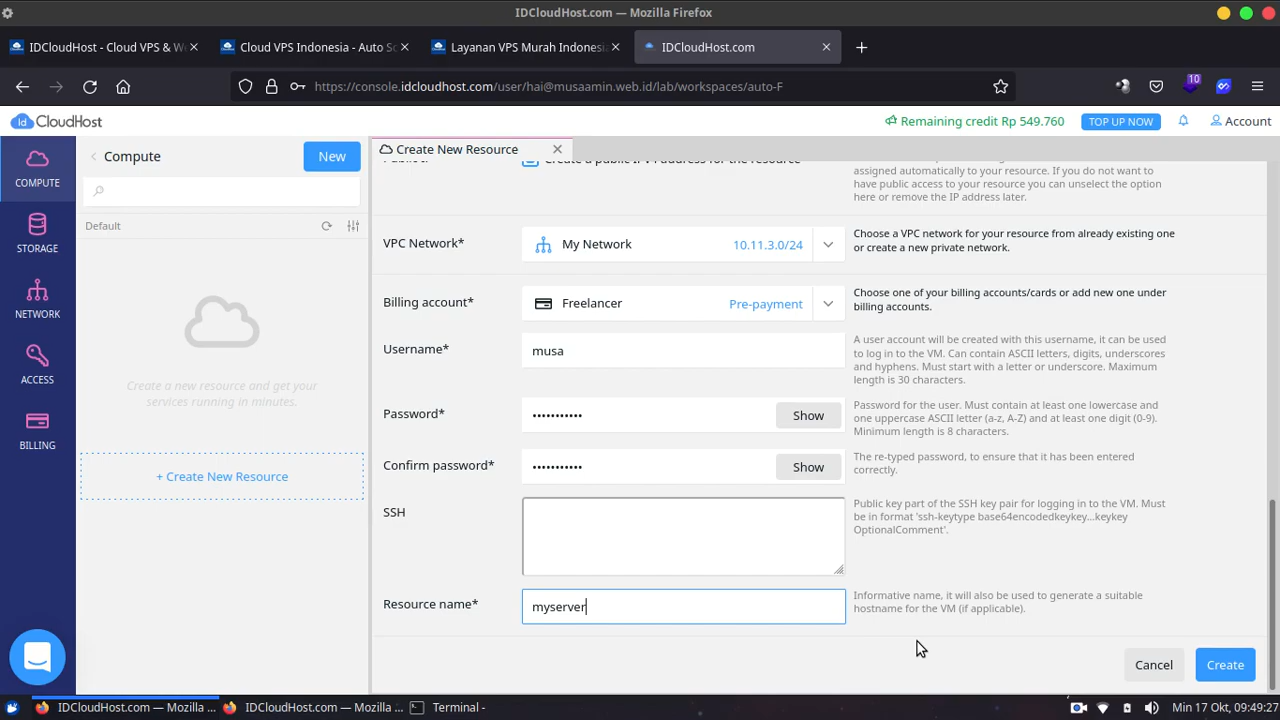 IDCloudHost.com — Mozilla Firefox
IDCloudHost - Cloud VPS & W
Cloud VPS Indonesia - Auto Sc
Layanan VPS Murah Indonesia
IDCloudHost.com
https://console.idcloudhost.com/user/hai@musaamin.web.id/lab/workspaces/auto-F
10
Id CloudHost
Remaining credit Rp 549.760
TOP UP NOW
Account
COMPUTE
STORAGE
NETWORK
ACCESS
BILLING
Compute
New
Default
Create a new resource and get your
services running in minutes.
+ Create New Resource
Create New Resource
assigned automatically to your resource. If you do not want to
have public access to your resource you can unselect the option
here or remove the IP address later.
VPC Network*
My Network
10.11.3.0/24
Choose a VPC network for your resource from already existing one
or create a new private network.
Billing account*
Freelancer
Pre-payment
Choose one of your billing accounts/cards or add new one under
billing accounts.
Username*
musa
A user account will be created with this username, it can be used
to log in to the VM. Can contain ASCII letters, digits, underscores
and hyphens. Must start with a letter or underscore. Maximum
length is 30 characters.
Password*
•••••••••••
Show
Password for the user. Must contain at least one lowercase and
one uppercase ASCII letter (a-z, A-Z) and at least one digit (0-9).
Minimum length is 8 characters.
Confirm password*
•••••••••••
Show
The re-typed password, to ensure that it has been entered
correctly.
SSH
Public key part of the SSH key pair for logging in to the VM. Must
be in format 'ssh-keytype base64encodedkeykey...keykey
OptionalComment'.
Resource name*
myserver
Informative name, it will also be used to generate a suitable
hostname for the VM (if applicable).
Cancel
Create
IDCloudHost.com — Mozilla ...
IDCloudHost.com — Mozilla ...
Terminal -
Min 17 Okt, 09:49:27